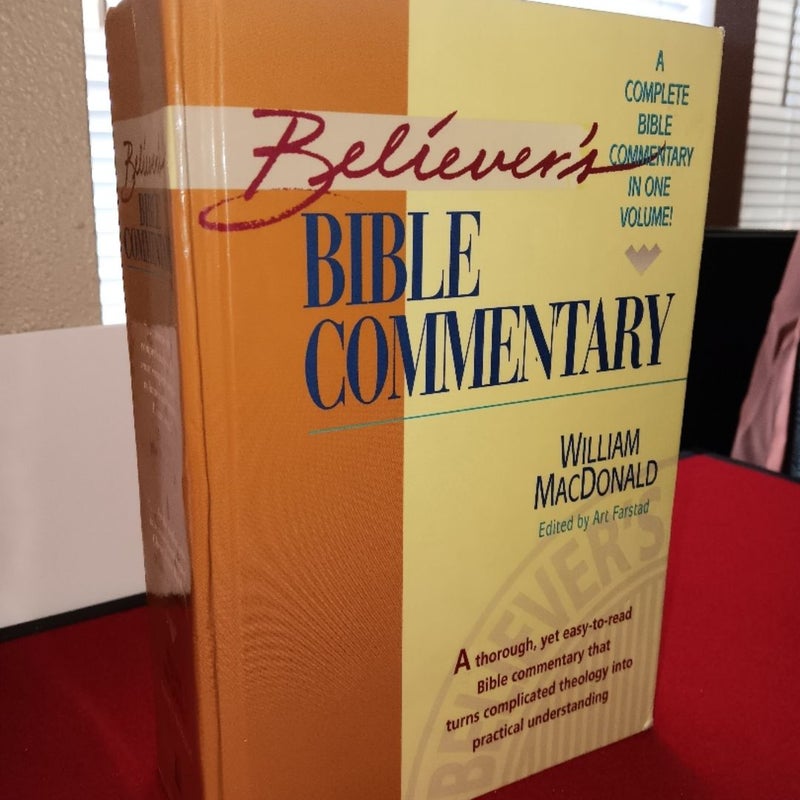 Believer's
BIBLE
COMMENTARY
A
COMPLETE
BIBLE
COMMENTARY
IN ONE
VOLUME!
Believer's
BIBLE
COMMENTARY
WILLIAM
MACDONALD
Edited by Art Farstad
BELIEVER'S
A thorough, yet easy-to-read
Bible commentary that
turns complicated theology into
practical understanding